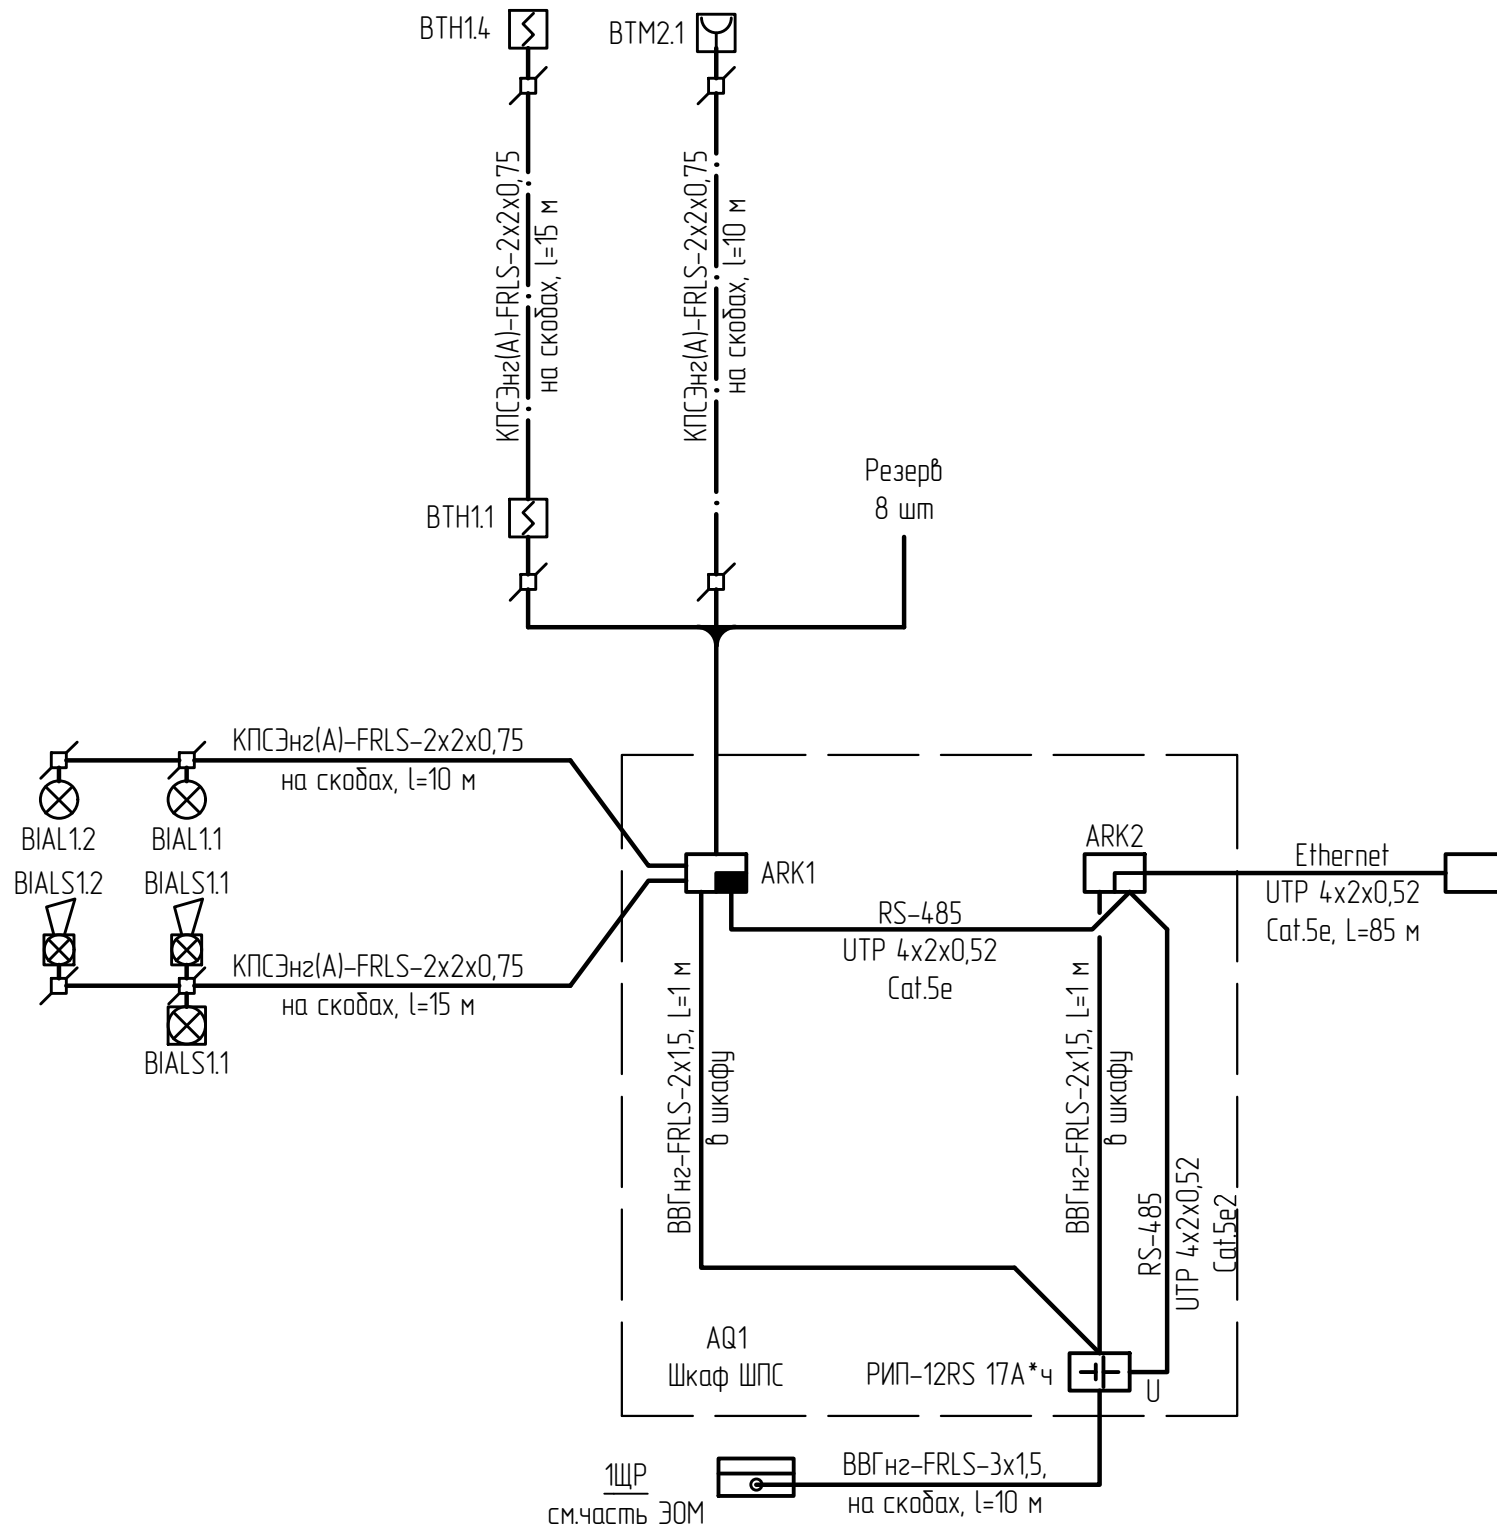 BTH1.4
BTM2.1
КПСЭнг(А)-FRLS-2x2x0,75
на скобах, l=15 м
КПСЭнг(А)-FRLS-2x2x0,75
на скобах, l=10 м
Резерв
8 шт
BTH1.1
КПСЭнг(А)-FRLS-2x2x0,75
на скобах, l=10 м
BIAL1.2
BIAL1.1
BIALS1.2
BIALS1.1
КПСЭнг(А)-FRLS-2x2x0,75
на скобах, l=15 м
BIALS1.1
ARK1
ARK2
RS-485
UTP 4x2x0,52
Cat.5e
Ethernet
UTP 4x2x0,52
Cat.5e, L=85 м
ВВГнг-FRLS-2x1,5, L=1 м
в шкафу
ВВГнг-FRLS-2x1,5, L=1 м
в шкафу
RS-485
UTP 4x2x0,52
Cat.5e2
AQ1
Шкаф ШПС
РИП-12RS 17А*ч
U
1ЩР
см.часть ЭОМ
ВВГнг-FRLS-3x1,5,
на скобах, l=10 м